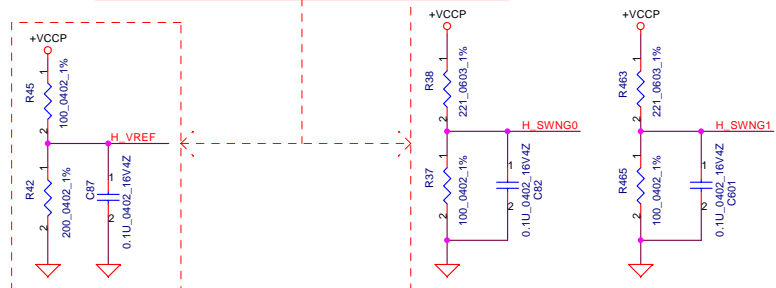 +VCCP
1
R45
100_0402_1%
2
H_VREF
1
R42
200_0402_1%
2
1
C87
2
0.1U_0402_16V4Z
+VCCP
1
R38
221_0603_1%
2
H_SWNG0
1
R37
100_0402_1%
2
1
C82
2
0.1U_0402_16V4Z
+VCCP
1
R463
221_0603_1%
2
H_SWNG1
1
R465
100_0402_1%
2
1
C601
2
0.1U_0402_16V4Z